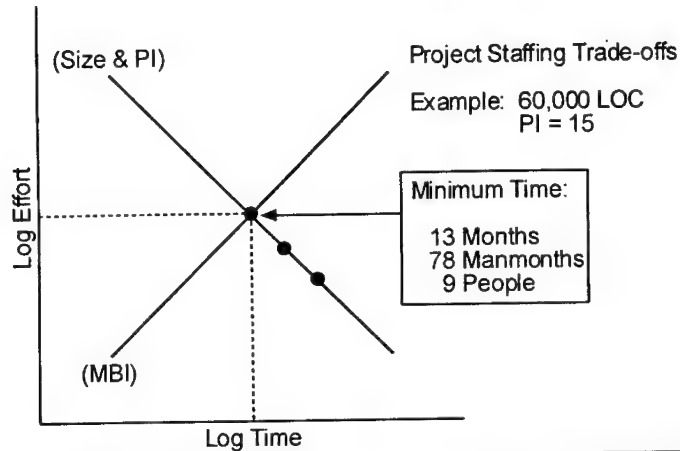 (Size & PI)
Project Staffing Trade-offs
Example: 60,000 LOC
PI = 15
Minimum Time:
13 Months
78 Manmonths
9 People
Log Effort
(MBI)
Log Time